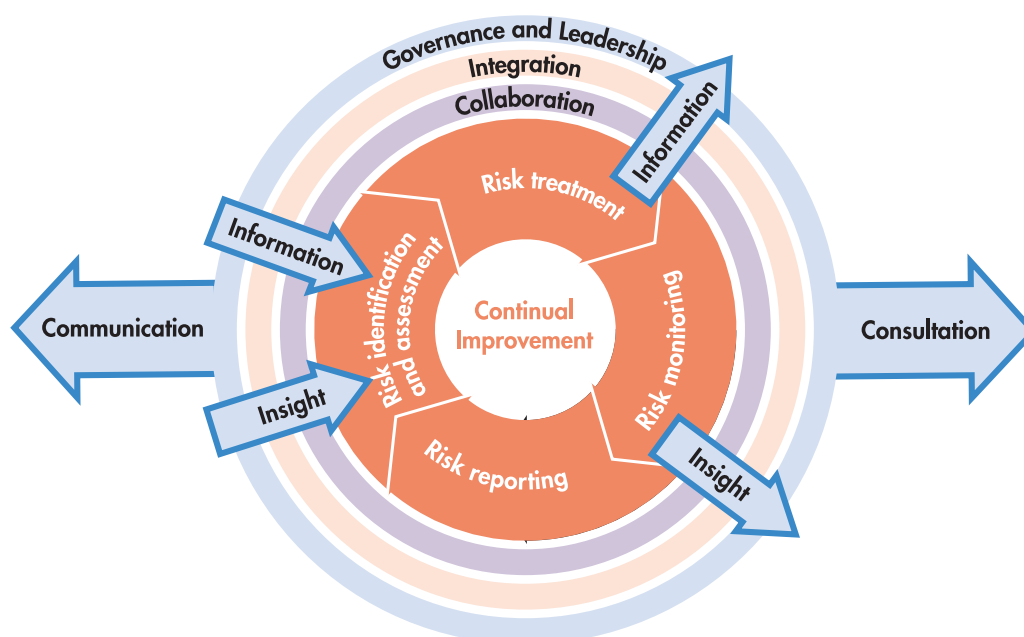 Governance and Leadership
Integration
Collaboration
Information
Risk treatment
Information
Risk identification
and assessment
Continual
Improvement
Risk monitoring
Communication
Consultation
Insight
Risk reporting
Insight